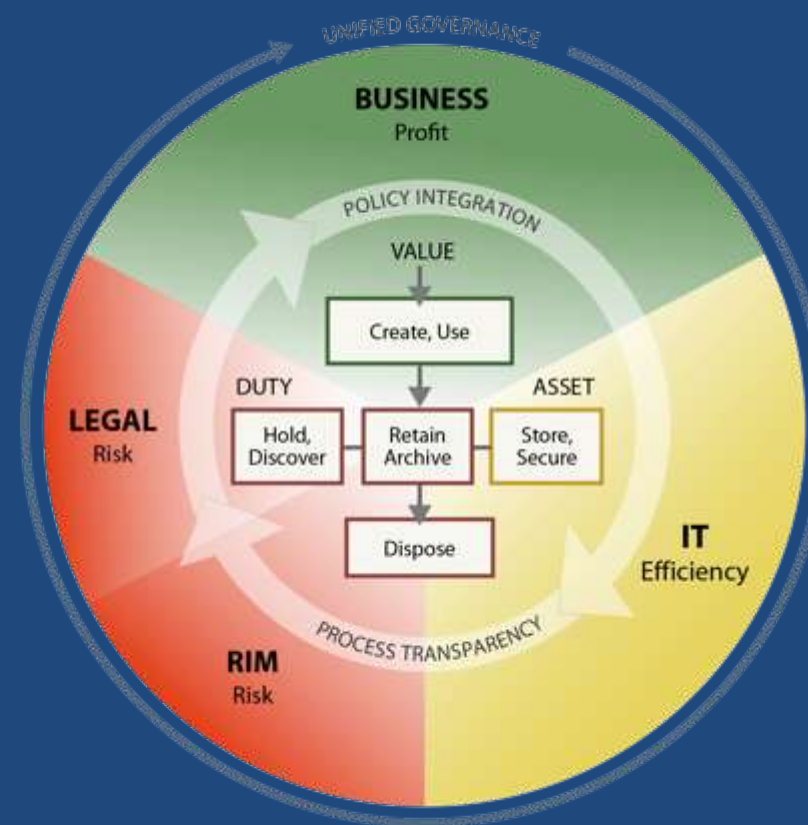 UNIFIED GOVERNANCE
BUSINESS
Profit
POLICY INTEGRATION
VALUE
Create, Use
DUTY
ASSET
LEGAL
Risk
Hold,
Discover
Retain
Archive
Store,
Secure
Dispose
IT
Efficiency
PROCESS TRANSPARENCY
RIM
Risk